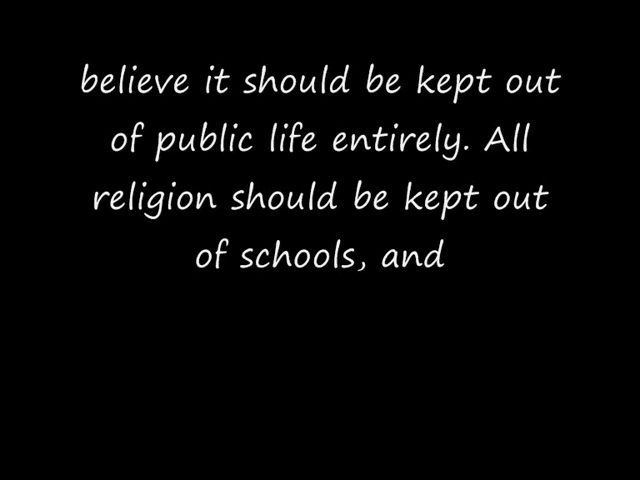 believe it should be kept out
of public life entirely. All
religion should be kept out
of schools, and